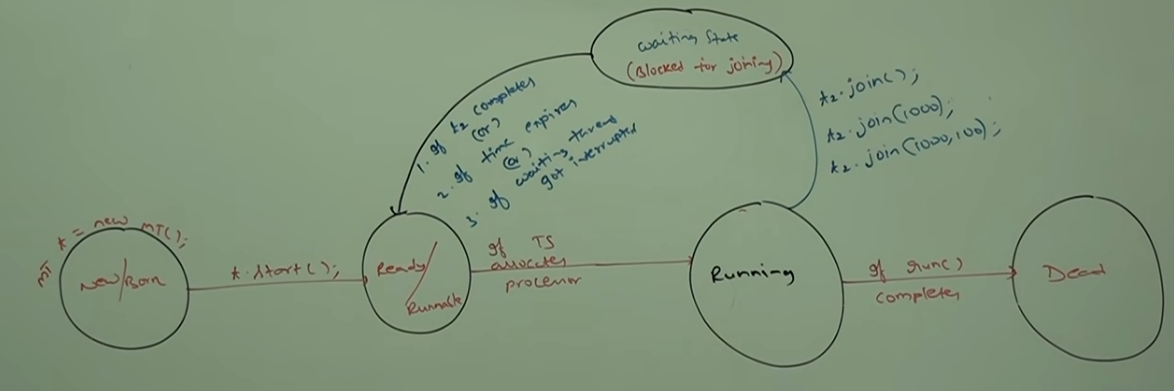 waiting State
(Blocked for joining)
t2.join();
t2.join(1000);
t2.join(1000,100);
1. If t2 completes
(or)
2. If time expires
(or)
3. If waiting thread
got interrupted
MT t = new MT();
New/Born
t.start();
Ready/
Runnable
If TS
allocates
processor
Running
If run()
completes
Dead